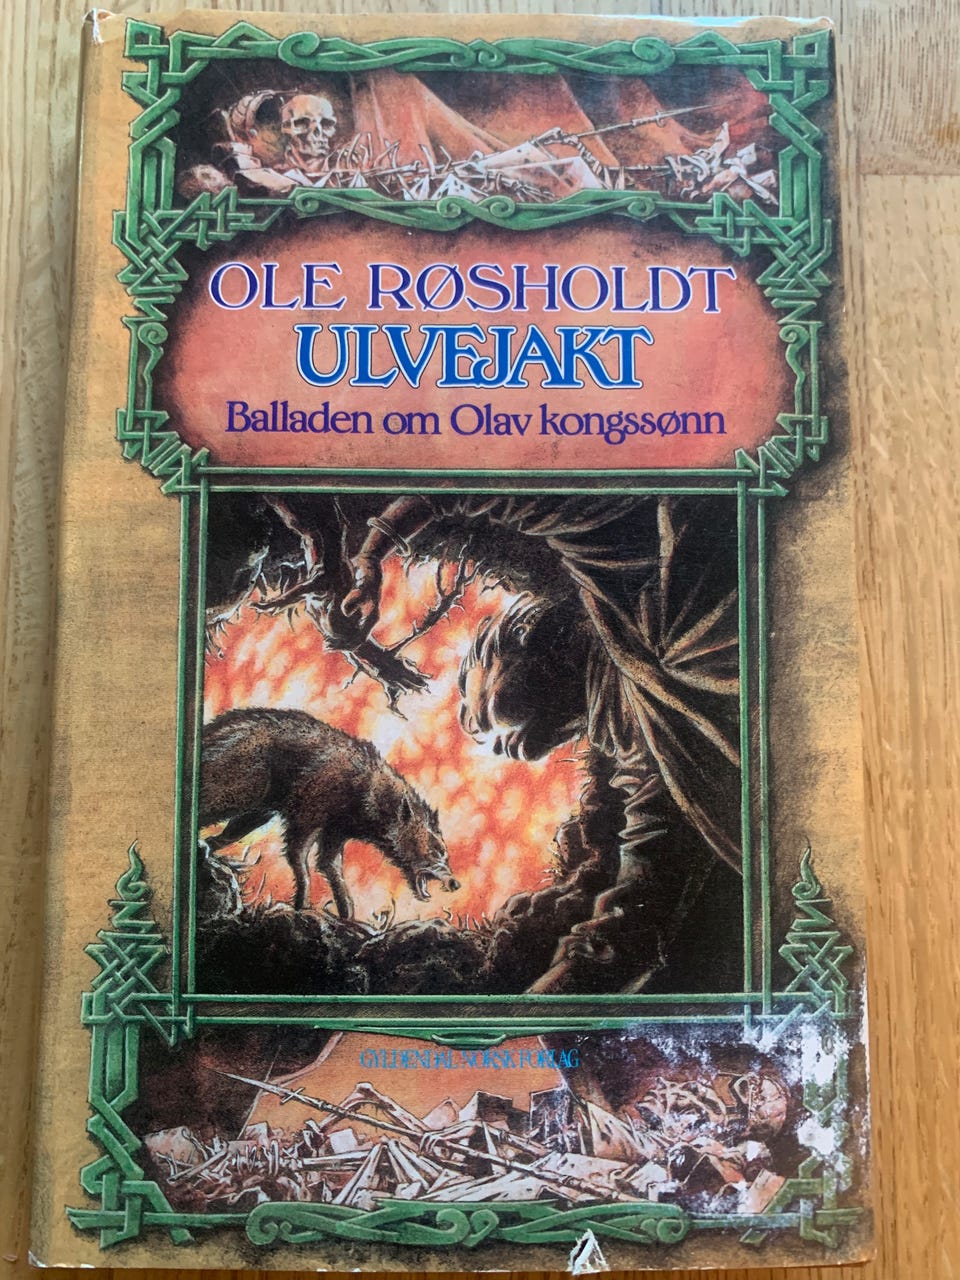 OLE RØSHOLDT
ULVEJAKT
Balladen om Olav kongssønn
GYLDENDAL NORSK FORLAG